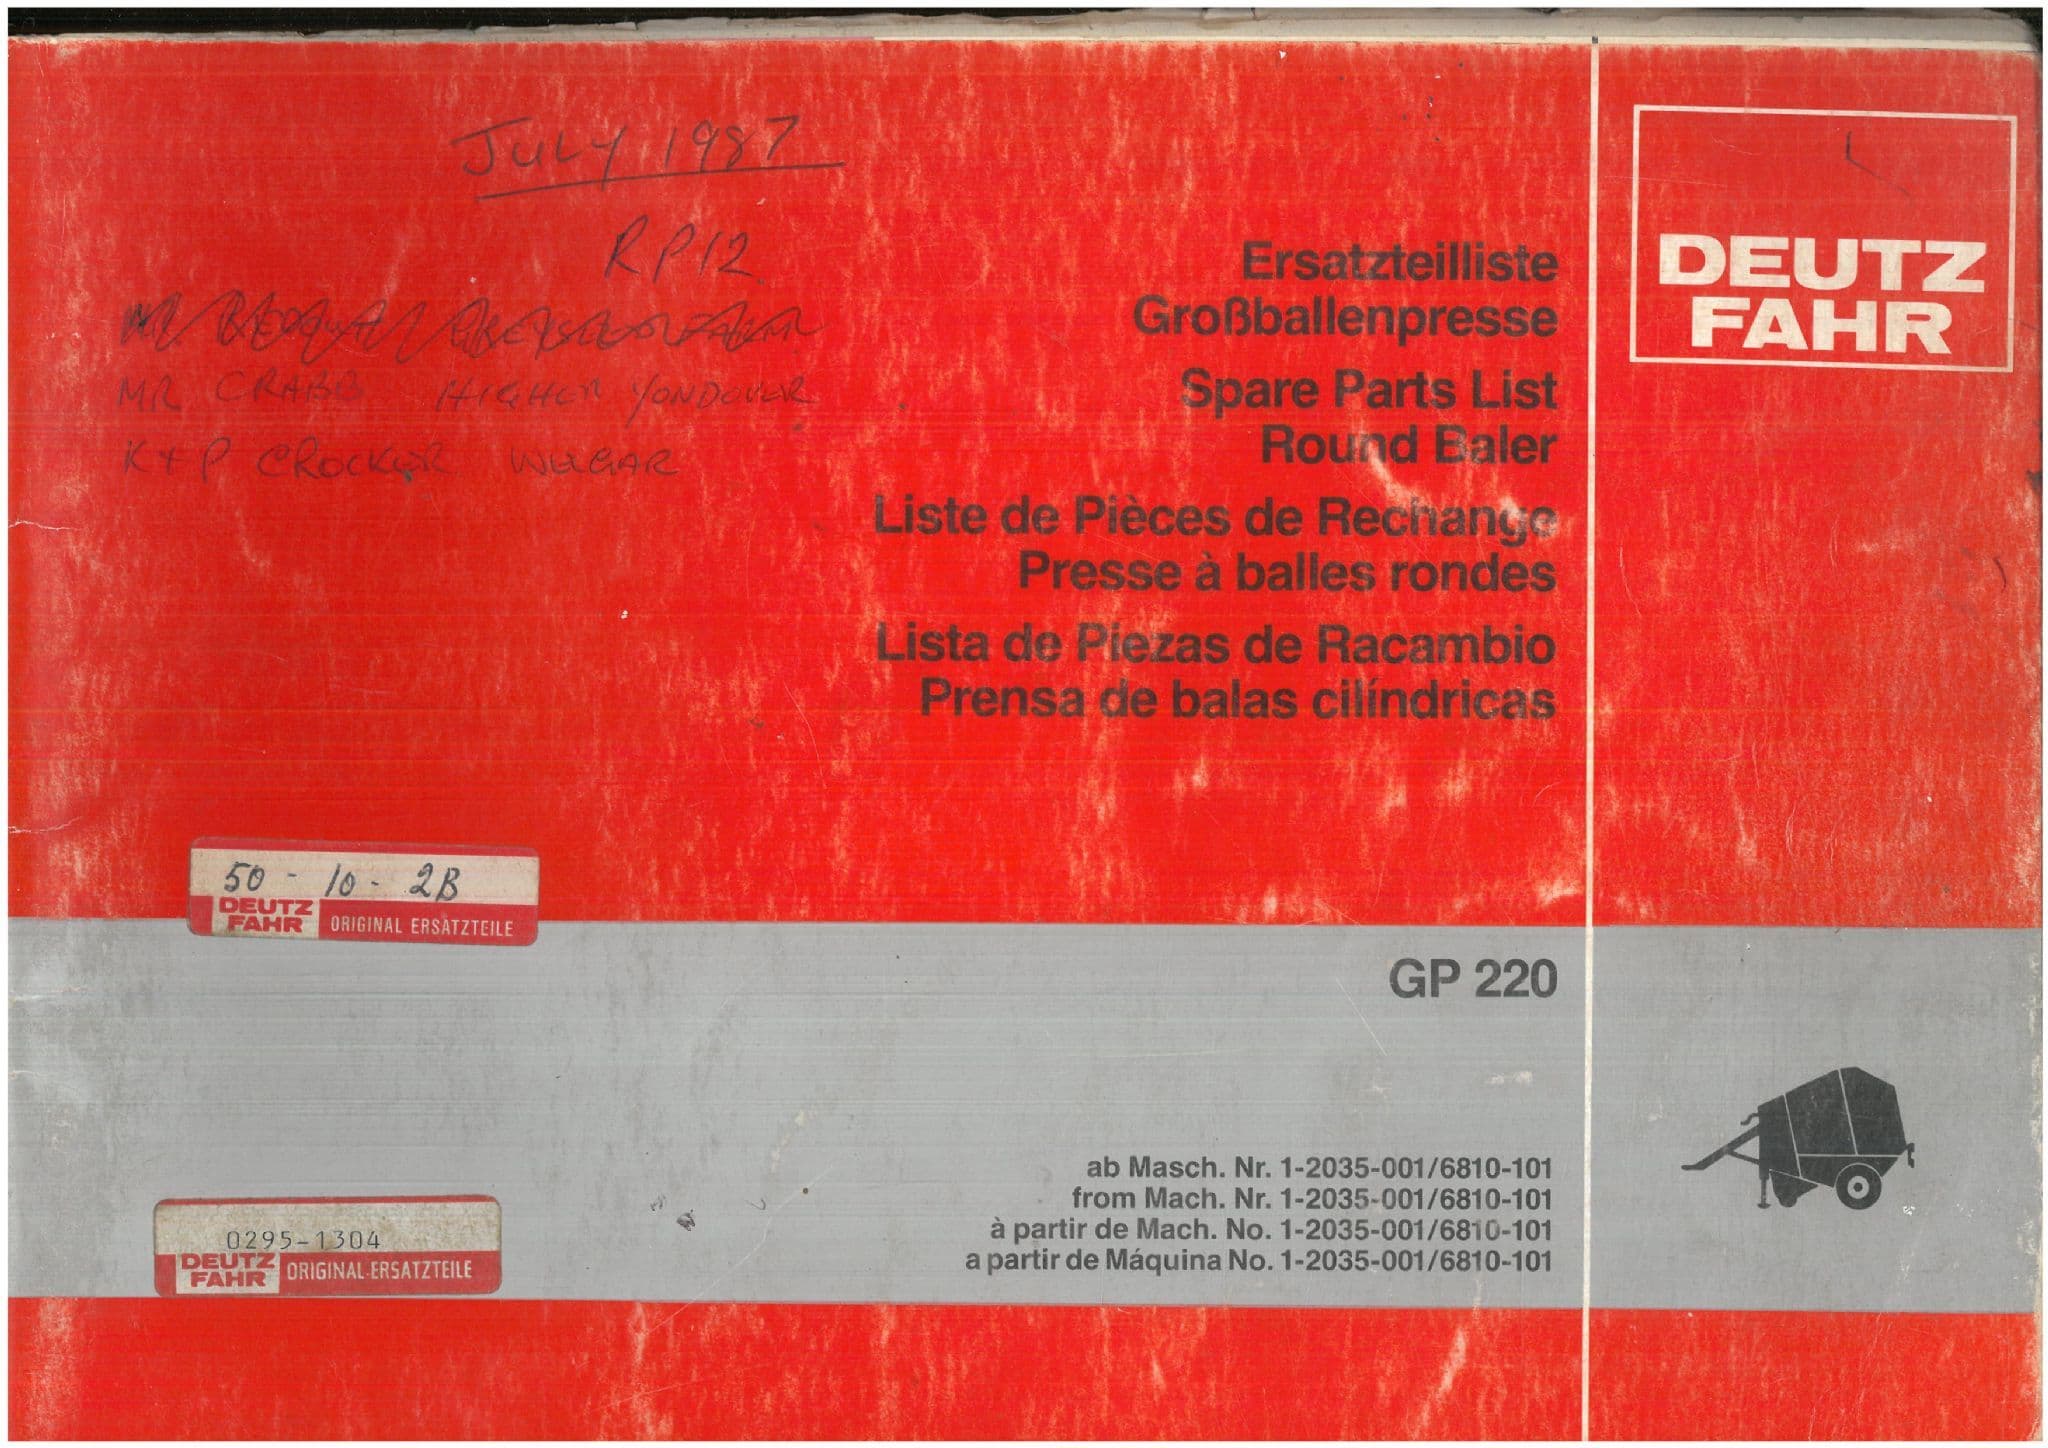 JULY 1987
RP12
MR CRABB HIGHER YONDOVER
K + P CROCKER
DEUTZ
FAHR
Ersatzteilliste
Großballenpresse
Spare Parts List
Round Baler
Liste de Pièces de Rechange
Presse à balles rondes
Lista de Piezas de Racambio
Prensa de balas cilíndricas
50 - 10 - 2B
DEUTZ
FAHR ORIGINAL ERSATZTEILE
GP 220
ab Masch. Nr. 1-2035-001/6810-101
from Mach. Nr. 1-2035-001/6810-101
à partir de Mach. No. 1-2035-001/6810-101
a partir de Máquina No. 1-2035-001/6810-101
0295-1304
DEUTZ
FAHR ORIGINAL-ERSATZTEILE